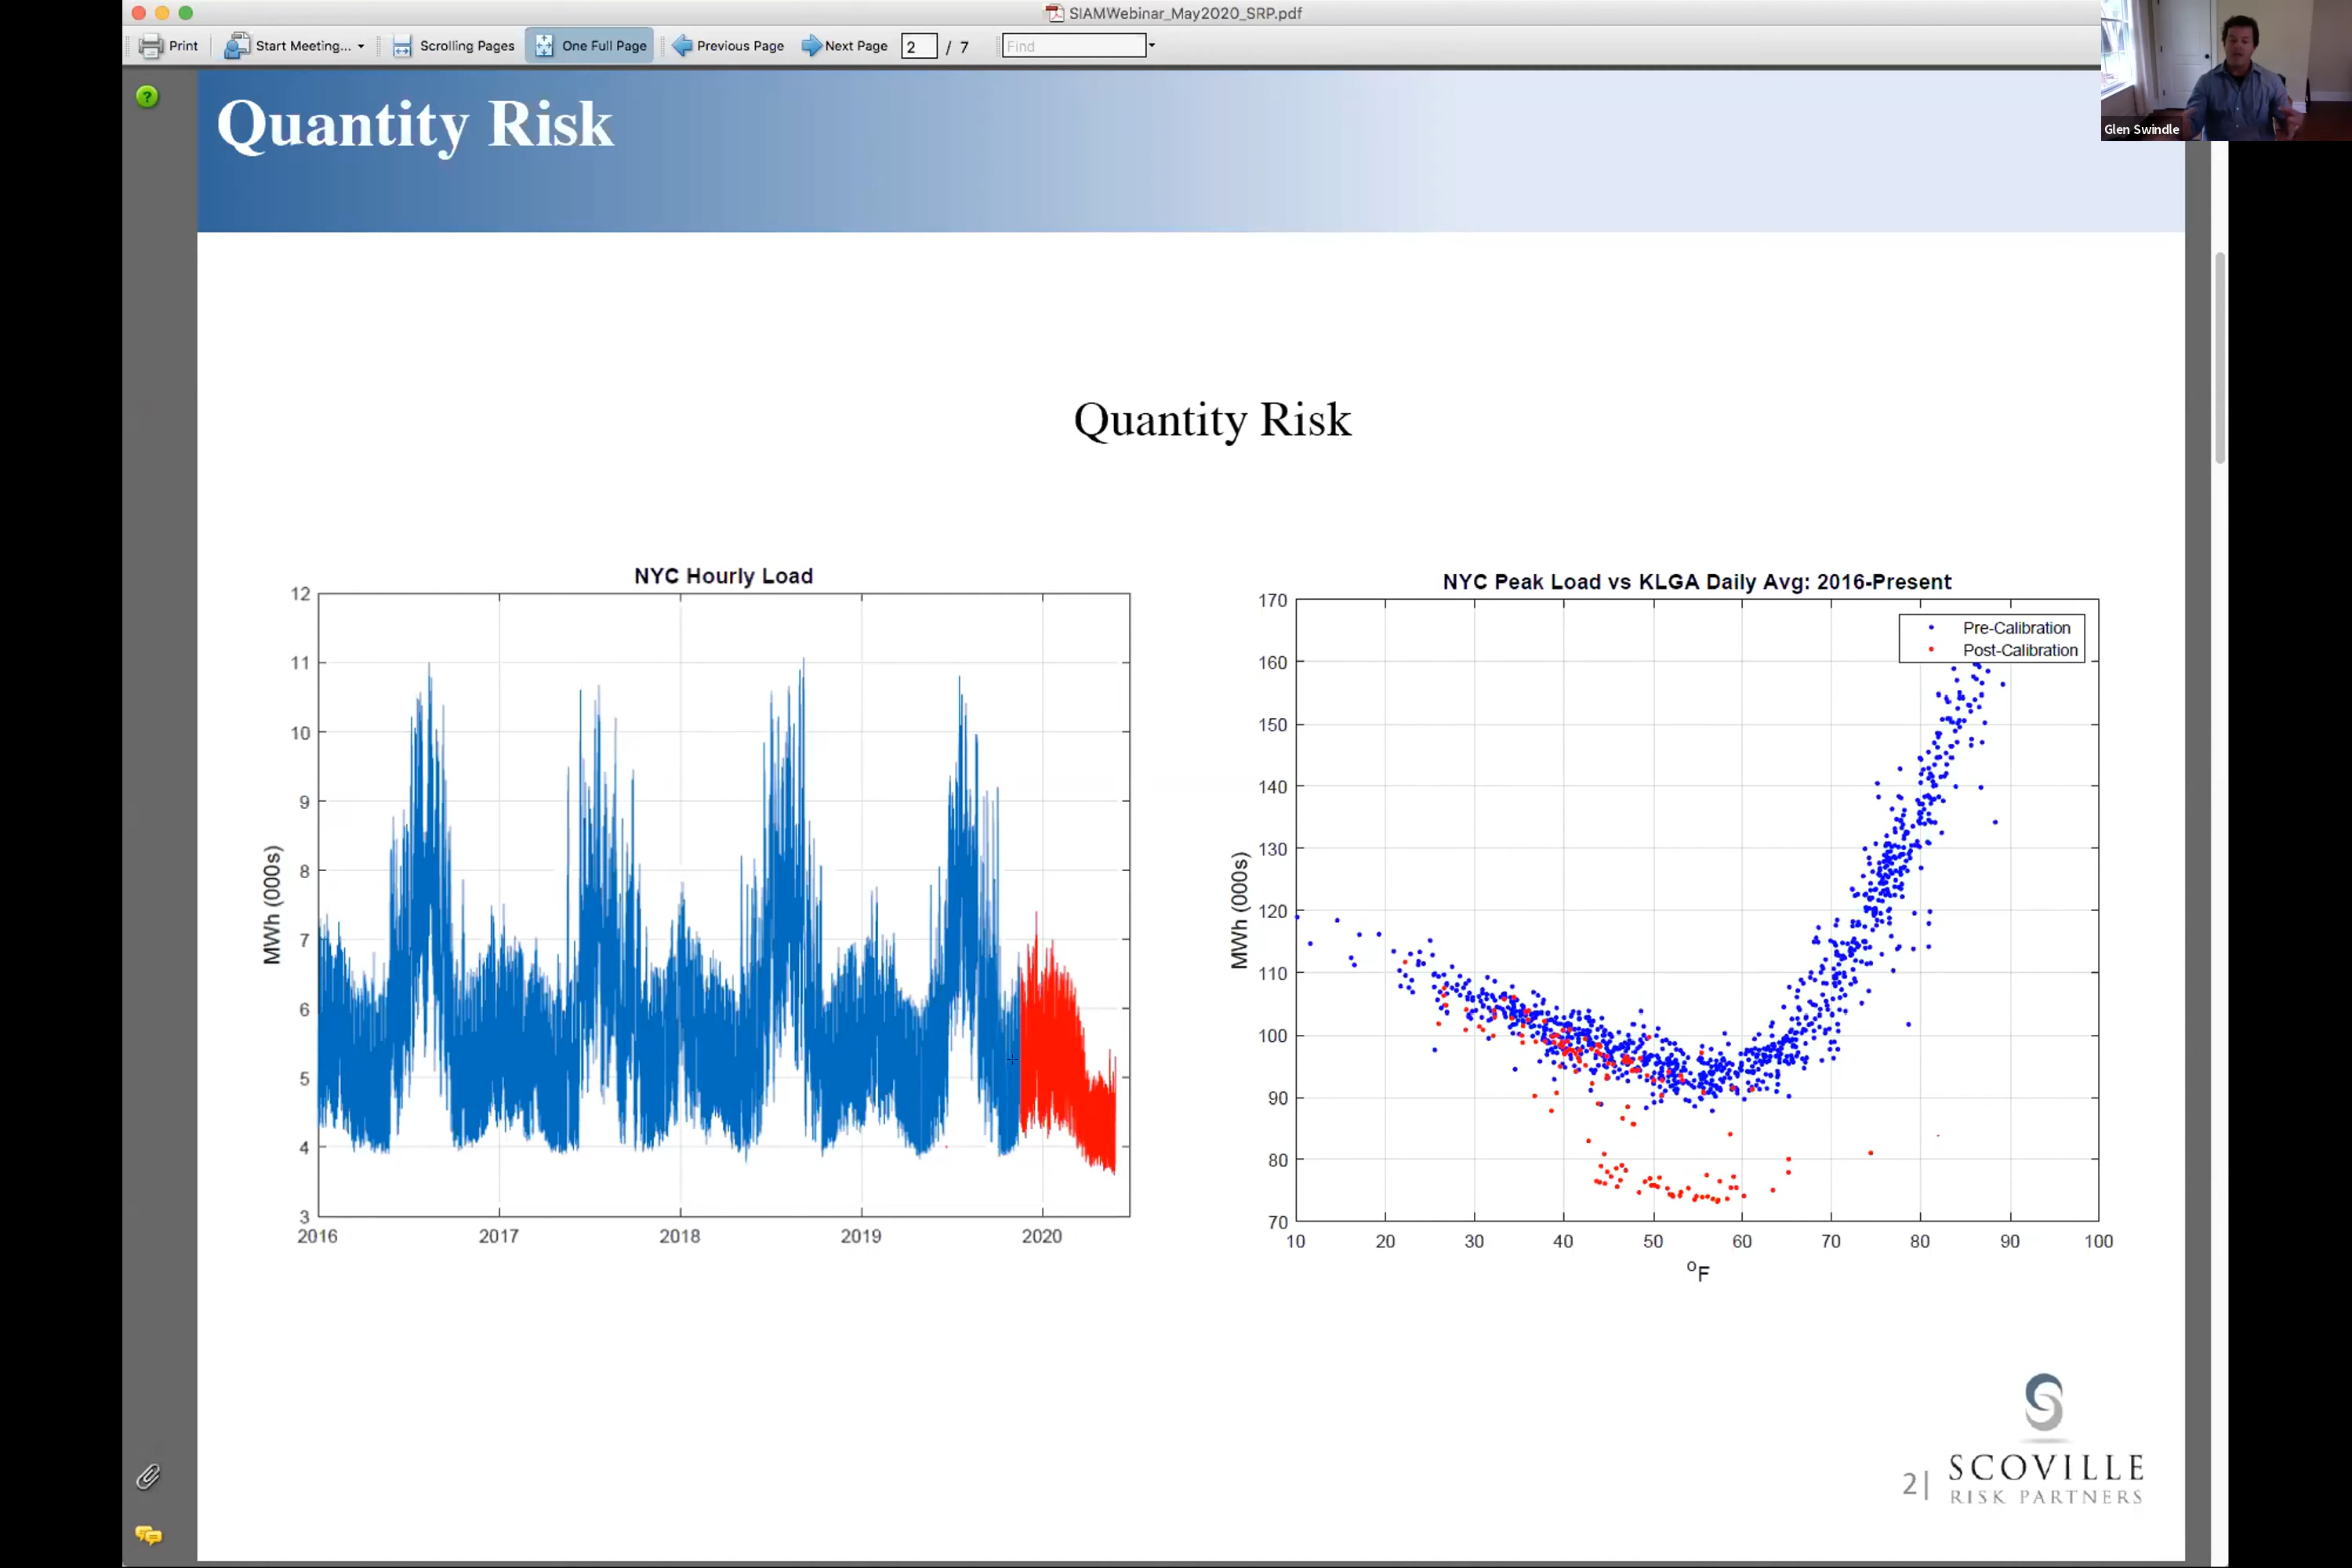 SIAMWebinar_May2020_SRP.pdf
Print
Start Meeting...
Scrolling Pages
One Full Page
Previous Page
Next Page
2 / 7
Find
Glen Swindle
?
Quantity Risk
Quantity Risk
NYC Hourly Load
MWh (000s)
12
11
10
9
8
7
6
5
4
3
2016
2017
2018
2019
2020
NYC Peak Load vs KLGA Daily Avg: 2016-Present
Pre-Calibration
Post-Calibration
MWh (000s)
170
160
150
140
130
120
110
100
90
80
70
10
20
30
40
50
60
70
80
90
100
°F
2|
SCOVILLE
RISK PARTNERS